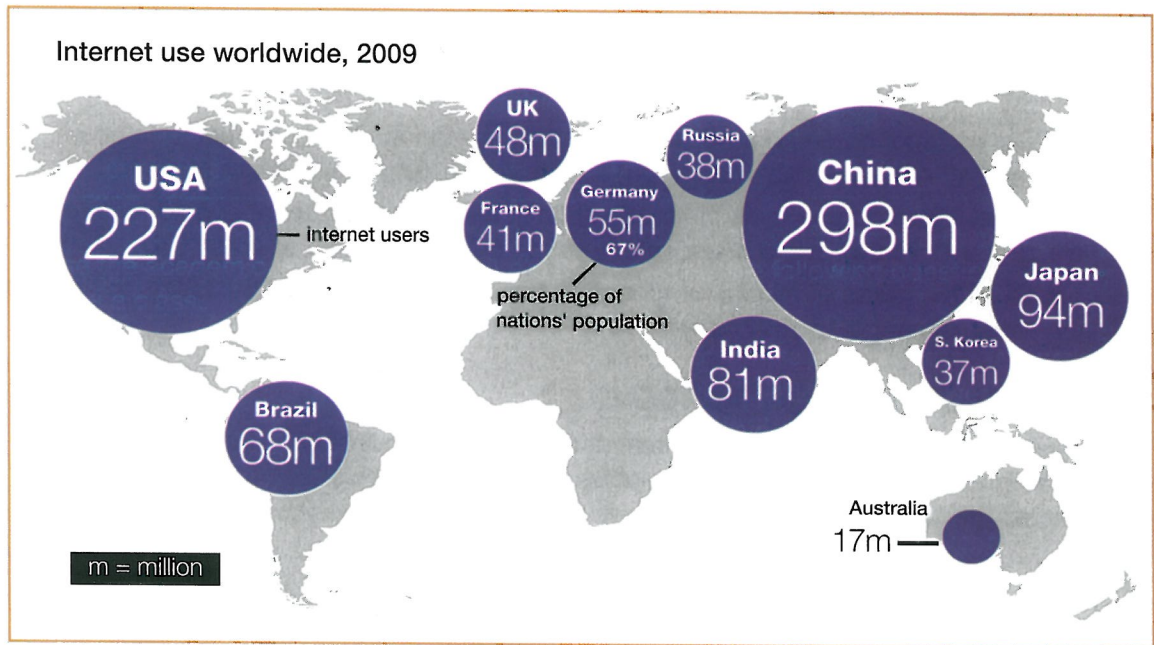 Internet use worldwide, 2009
USA
227m
internet users
UK
48m
France
41m
Germany
55m
67%
percentage of
nations' population
Russia
38m
China
298m
Japan
94m
S. Korea
37m
India
81m
Brazil
68m
Australia
17m
m = million